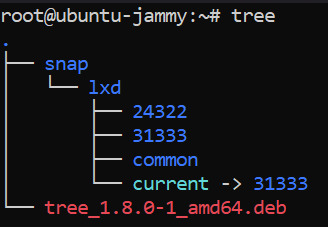 root@ubuntu-jammy:~# tree
.
├── snap
│   └── lxd
│       ├── 24322
│       ├── 31333
│       ├── common
│       └── current -> 31333
└── tree_1.8.0-1_amd64.deb